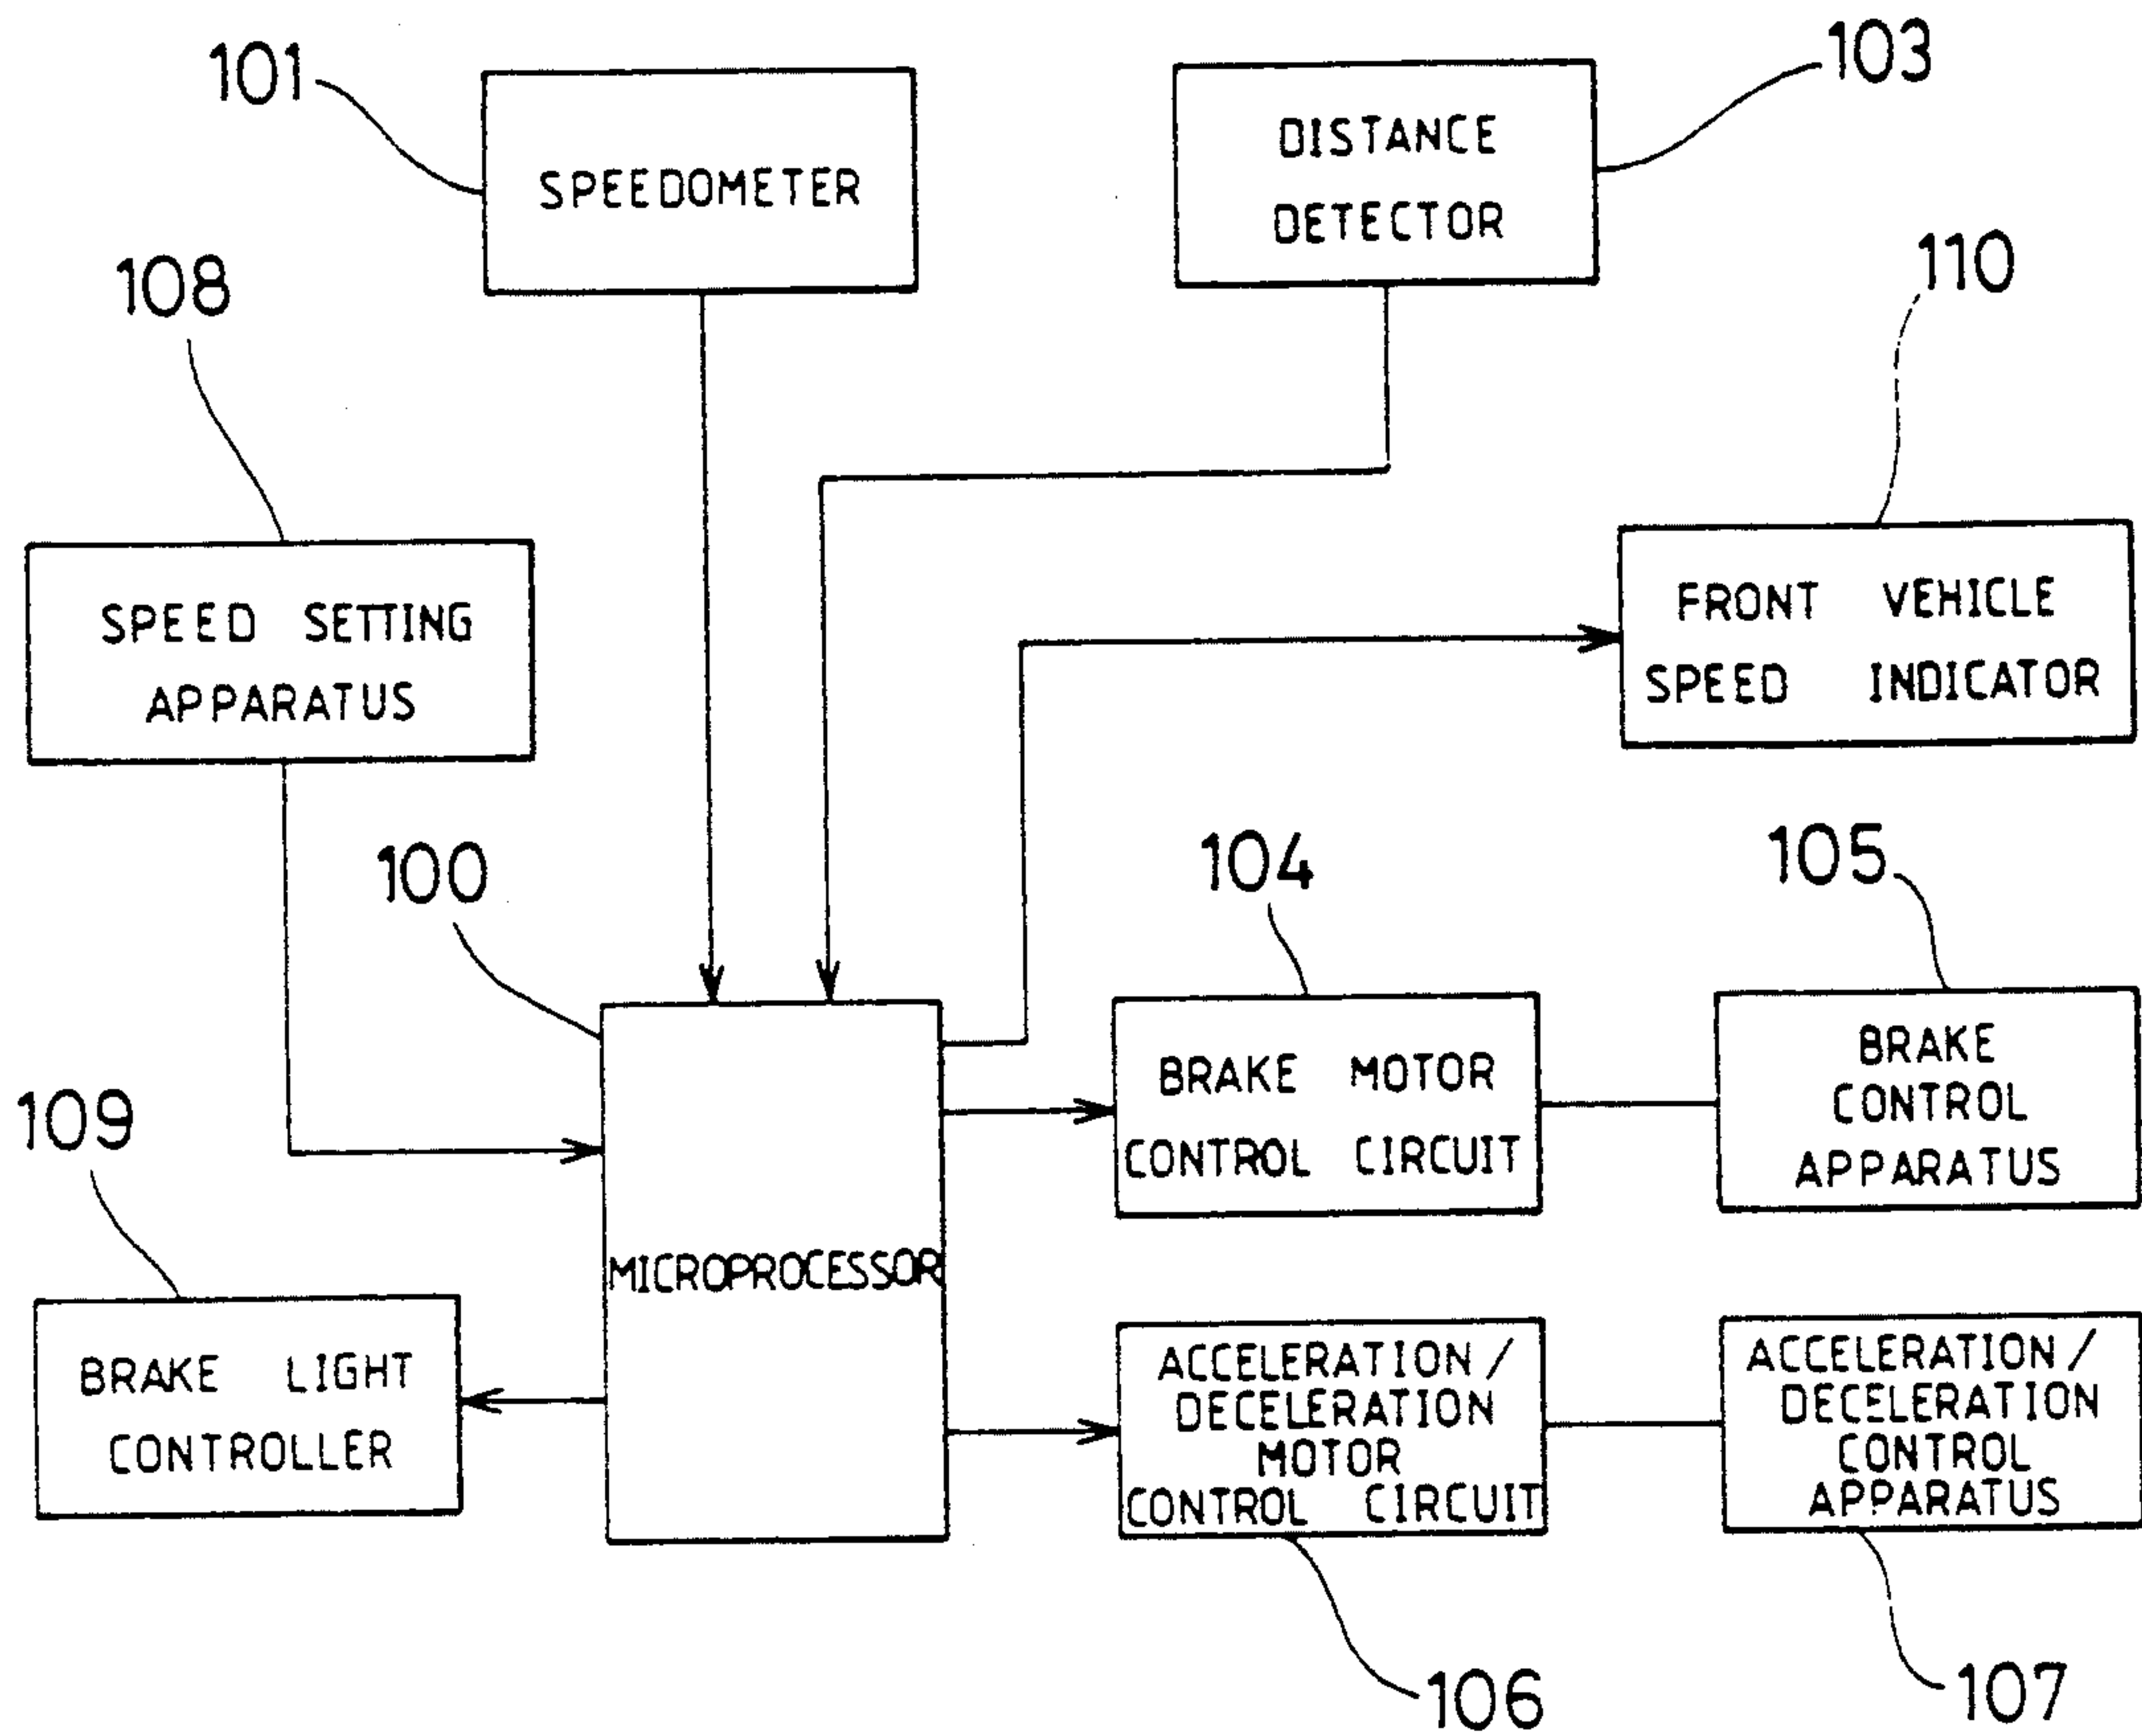 101
SPEEDOMETER
103
DISTANCE
DETECTOR
108
110
SPEED SETTING
APPARATUS
FRONT VEHICLE
SPEED INDICATOR
100
104
105
109
MICROPROCESSOR
BRAKE MOTOR
CONTROL CIRCUIT
BRAKE
CONTROL
APPARATUS
BRAKE LIGHT
CONTROLLER
ACCELERATION/
DECELERATION
MOTOR
CONTROL CIRCUIT
ACCELERATION/
DECELERATION
CONTROL
APPARATUS
106
107